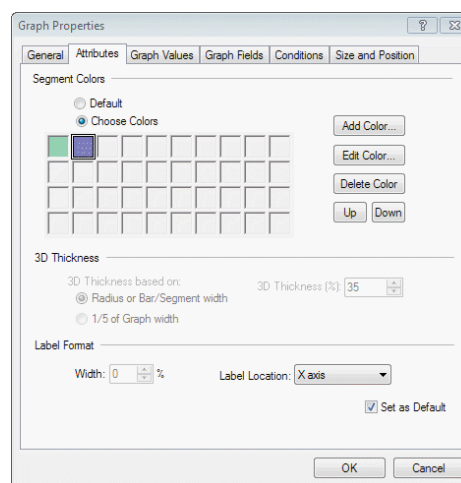 Graph Properties
General Attributes Graph Values Graph Fields Conditions Size and Position
Segment Colors
Default
Choose Colors
Add Color...
Edit Color...
Delete Color
Up Down
3D Thickness
3D Thickness based on:
3D Thickness (%): 35
Radius or Bar/Segment width
1/5 of Graph width
Label Format
Width: 0 %
Label Location: X axis
Set as Default
OK Cancel